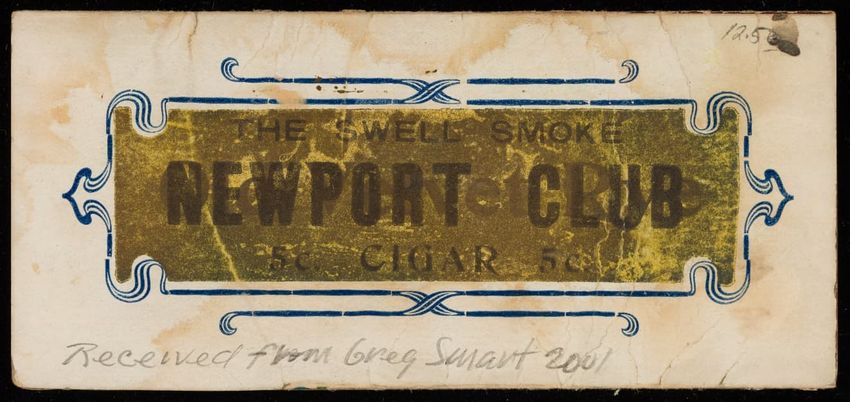 12.50
THE SWELL SMOKE
NEWPORT CLUB
5c. CIGAR 5c.
Received from Greg Smart 2001